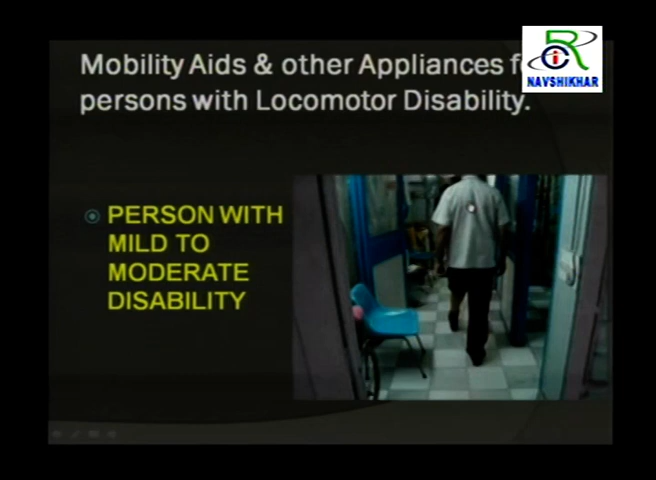 Mobility Aids & other Appliances f
persons with Locomotor Disability.
PERSON WITH
MILD TO
MODERATE
DISABILITY
R
C
i
NAVSHIKHAR